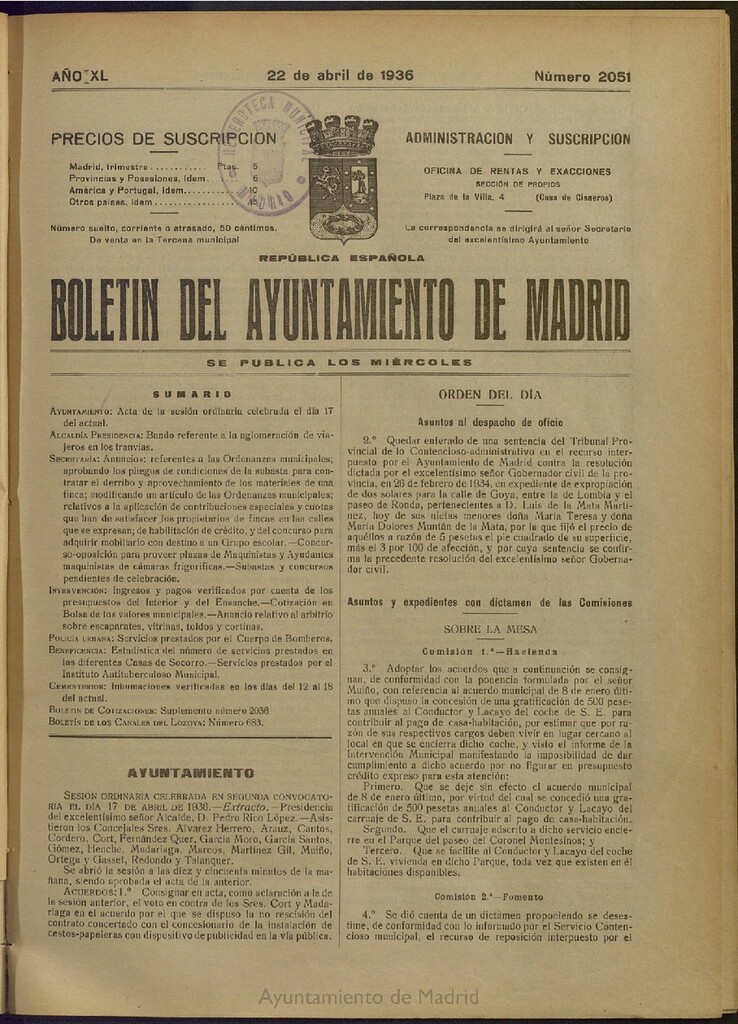 AÑO XL
22 de abril de 1936
Número 2051
HEMEROTECA MUNICIPAL
MADRID
PRECIOS DE SUSCRIPCION
Madrid, trimestre ............ Ptas. 5
Provincias y Posesiones, ídem. 6
América y Portugal, ídem........ 10
Otros países, ídem .............. 15
Número suelto, corriente o atrasado, 50 céntimos.
De venta en la Tercena municipal
ADMINISTRACION Y SUSCRIPCION
OFICINA DE RENTAS Y EXACCIONES
SECCIÓN DE PROPIOS
Plaza de la Villa, 4 (Casa de Cisneros)
La correspondencia se dirigirá al señor Secretario
del excelentísimo Ayuntamiento
REPÚBLICA ESPAÑOLA
BOLETIN DEL AYUNTAMIENTO DE MADRID
SE PUBLICA LOS MIÉRCOLES
SUMARIO
AYUNTAMIENTO: Acta de la sesión ordinaria celebrada el día 17
del actual.
ALCALDÍA PRESIDENCIA: Bando referente a la aglomeración de via-
jeros en los tranvías.
SECRETARÍA: Anuncios: referentes a las Ordenanzas municipales;
aprobando los pliegos de condiciones de la subasta para con-
tratar el derribo y aprovechamiento de los materiales de una
finca; modificando un artículo de las Ordenanzas municipales;
relativos a la aplicación de contribuciones especiales y cuotas
que han de satisfacer los propietarios de fincas en las calles
que se expresan; de habilitación de crédito, y del concurso para
adquirir mobiliario con destino a un Grupo escolar.—Concur-
so-oposición para proveer plazas de Maquinistas y Ayudantes
maquinistas de cámaras frigoríficas.—Subastas y concursos
pendientes de celebración.
INTERVENCIÓN: Ingresos y pagos verificados por cuenta de los
presupuestos del Interior y del Ensanche.—Cotización en
Bolsa de los valores municipales.—Anuncio relativo al arbitrio
sobre escaparates, vitrinas, toldos y cortinas.
POLICÍA URBANA: Servicios prestados por el Cuerpo de Bomberos.
BENEFICENCIA: Estadística del número de servicios prestados en
las diferentes Casas de Socorro.—Servicios prestados por el
Instituto Antituberculoso Municipal.
CEMENTERIOS: Inhumaciones verificadas en los días del 12 al 18
del actual.
BOLETÍN DE COTIZACIONES: Suplemento número 2036.
BOLETÍN DE LOS CANALES DEL LOZOYA: Número 683.
AYUNTAMIENTO
SESIÓN ORDINARIA CELEBRADA EN SEGUNDA CONVOCATO-
RIA EL DÍA 17 DE ABRIL DE 1936.—Extracto.—Presidencia
del excelentísimo señor Alcalde, D. Pedro Rico López.—Asis-
tieron los Concejales Sres. Alvarez Herrero, Arauz, Cantos,
Cordero, Cort, Fernández Quer, García Moro, García Santos,
Gómez, Henche, Madariaga, Marcos, Martínez Gil, Muiño,
Ortega y Gasset, Redondo y Talanquer.
Se abrió la sesión a las diez y cincuenta minutos de la ma-
ñana, siendo aprobada el acta de la anterior.
ACUERDOS: 1.° Consignar en acta, como aclaración a la de
la sesión anterior, el voto en contra de los Sres. Cort y Mada-
riaga en el acuerdo por el que se dispuso la no rescisión del
contrato concertado con el concesionario de la instalación de
cestos-papeleras con dispositivo de publicidad en la vía pública.
ORDEN DEL DÍA
Asuntos al despacho de oficio
2.° Quedar enterado de una sentencia del Tribunal Pro-
vincial de lo Contencioso-administrativo en el recurso inter-
puesto por el Ayuntamiento de Madrid contra la resolución
dictada por el excelentísimo señor Gobernador civil de la pro-
vincia, en 26 de febrero de 1934, en expediente de expropiación
de dos solares para la calle de Goya, entre la de Lombía y el
paseo de Ronda, pertenecientes a D. Luis de la Mata Martí-
nez, hoy de sus nietas menores doña María Teresa y doña
María Dolores Muntán de la Mata, por la que fijó el precio de
aquéllos a razón de 5 pesetas el pie cuadrado de su superficie,
más el 3 por 100 de afección, y por cuya sentencia se confir-
ma la precedente resolución del excelentísimo señor Goberna-
dor civil.
Asuntos y expedientes con dictamen de las Comisiones
SOBRE LA MESA
Comisión 1.ª—Hacienda
3.° Adoptar los acuerdos que a continuación se consig-
nan, de conformidad con la ponencia formulada por el señor
Muiño, con referencia al acuerdo municipal de 8 de enero últi-
mo que dispuso la concesión de una gratificación de 500 pese-
tas anuales al Conductor y Lacayo del coche de S. E. para
contribuir al pago de casa-habitación, por estimar que por ra-
zón de sus respectivos cargos deben vivir en lugar cercano al
local en que se encierra dicho coche, y visto el informe de la
Intervención Municipal manifestando la imposibilidad de dar
cumplimiento a dicho acuerdo por no figurar en presupuesto
crédito expreso para esta atención:
Primero. Que se deje sin efecto el acuerdo municipal
de 8 de enero último, por virtud del cual se concedió una gra-
tificación de 500 pesetas anuales al Conductor y Lacayo del
carruaje de S. E. para contribuir al pago de casa-habitación.
Segundo. Que el carruaje adscrito a dicho servicio encie-
rre en el Parque del paseo del Coronel Montesinos; y
Tercero. Que se facilite al Conductor y Lacayo del coche
de S. E. vivienda en dicho Parque, toda vez que existen en él
habitaciones disponibles.
Comisión 2.ª—Fomento
4.° Se dió cuenta de un dictamen proponiendo se deses-
time, de conformidad con lo informado por el Servicio Conten-
cioso municipal, el recurso de reposición interpuesto por el
Ayuntamiento de Madrid